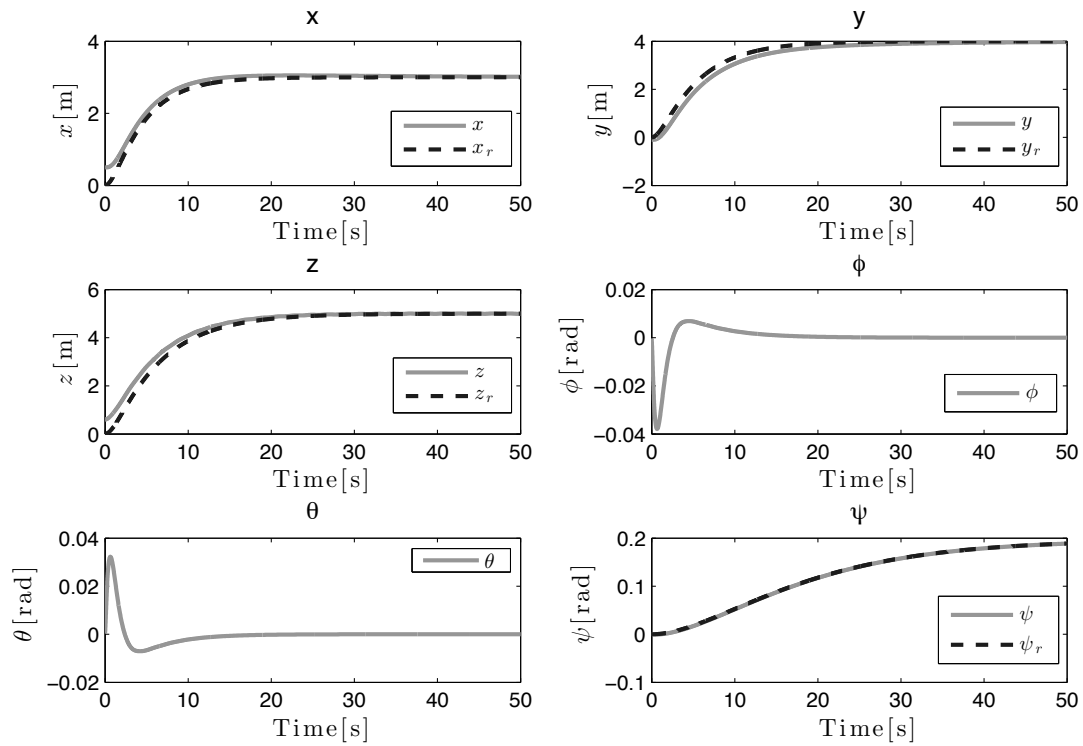 x
4
2
0
x[m]
x
x_r
0 10 20 30 40 50
Time[s]
y
4
2
0
−2
y[m]
y
y_r
0 10 20 30 40 50
Time[s]
z
6
4
2
0
z[m]
z
z_r
0 10 20 30 40 50
Time[s]
ϕ
0.02
0
−0.02
−0.04
ϕ[rad]
ϕ
0 10 20 30 40 50
Time[s]
θ
0.04
0.02
0
−0.02
θ[rad]
θ
0 10 20 30 40 50
Time[s]
ψ
0.2
0.1
0
−0.1
ψ[rad]
ψ
ψ_r
0 10 20 30 40 50
Time[s]